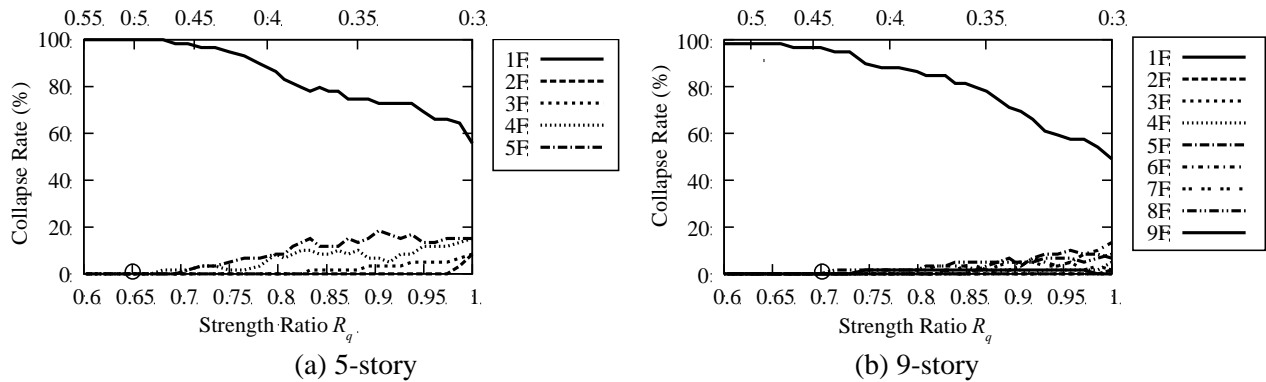 0.55 0.5 0.45 0.4 0.35 0.3
100
80
60
40
20
0
Collapse Rate (%)
0.6 0.65 0.7 0.75 0.8 0.85 0.9 0.95 1
Strength Ratio Rq
1F
2F
3F
4F
5F
(a) 5-story
0.5 0.45 0.4 0.35 0.3
100
80
60
40
20
0
Collapse Rate (%)
0.6 0.65 0.7 0.75 0.8 0.85 0.9 0.95 1
Strength Ratio Rq
1F
2F
3F
4F
5F
6F
7F
8F
9F
(b) 9-story